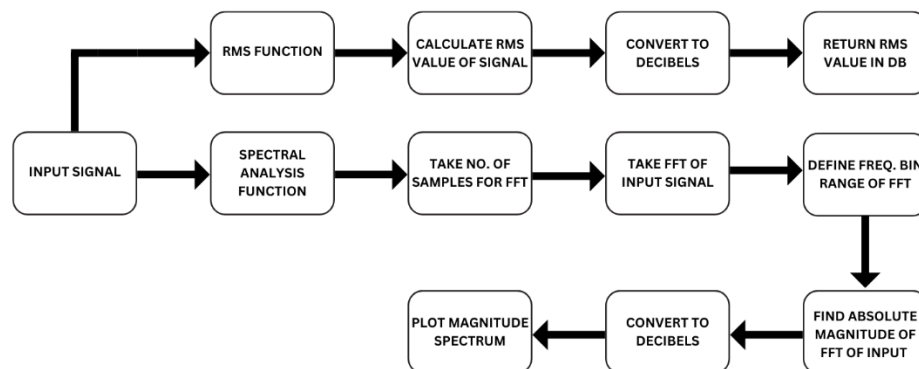 RMS FUNCTION
CALCULATE RMS
VALUE OF SIGNAL
CONVERT TO
DECIBELS
RETURN RMS
VALUE IN DB
INPUT SIGNAL
SPECTRAL
ANALYSIS
FUNCTION
TAKE NO. OF
SAMPLES FOR FFT
TAKE FFT OF
INPUT SIGNAL
DEFINE FREQ. BIN
RANGE OF FFT
PLOT MAGNITUDE
SPECTRUM
CONVERT TO
DECIBELS
FIND ABSOLUTE
MAGNITUDE OF
FFT OF INPUT